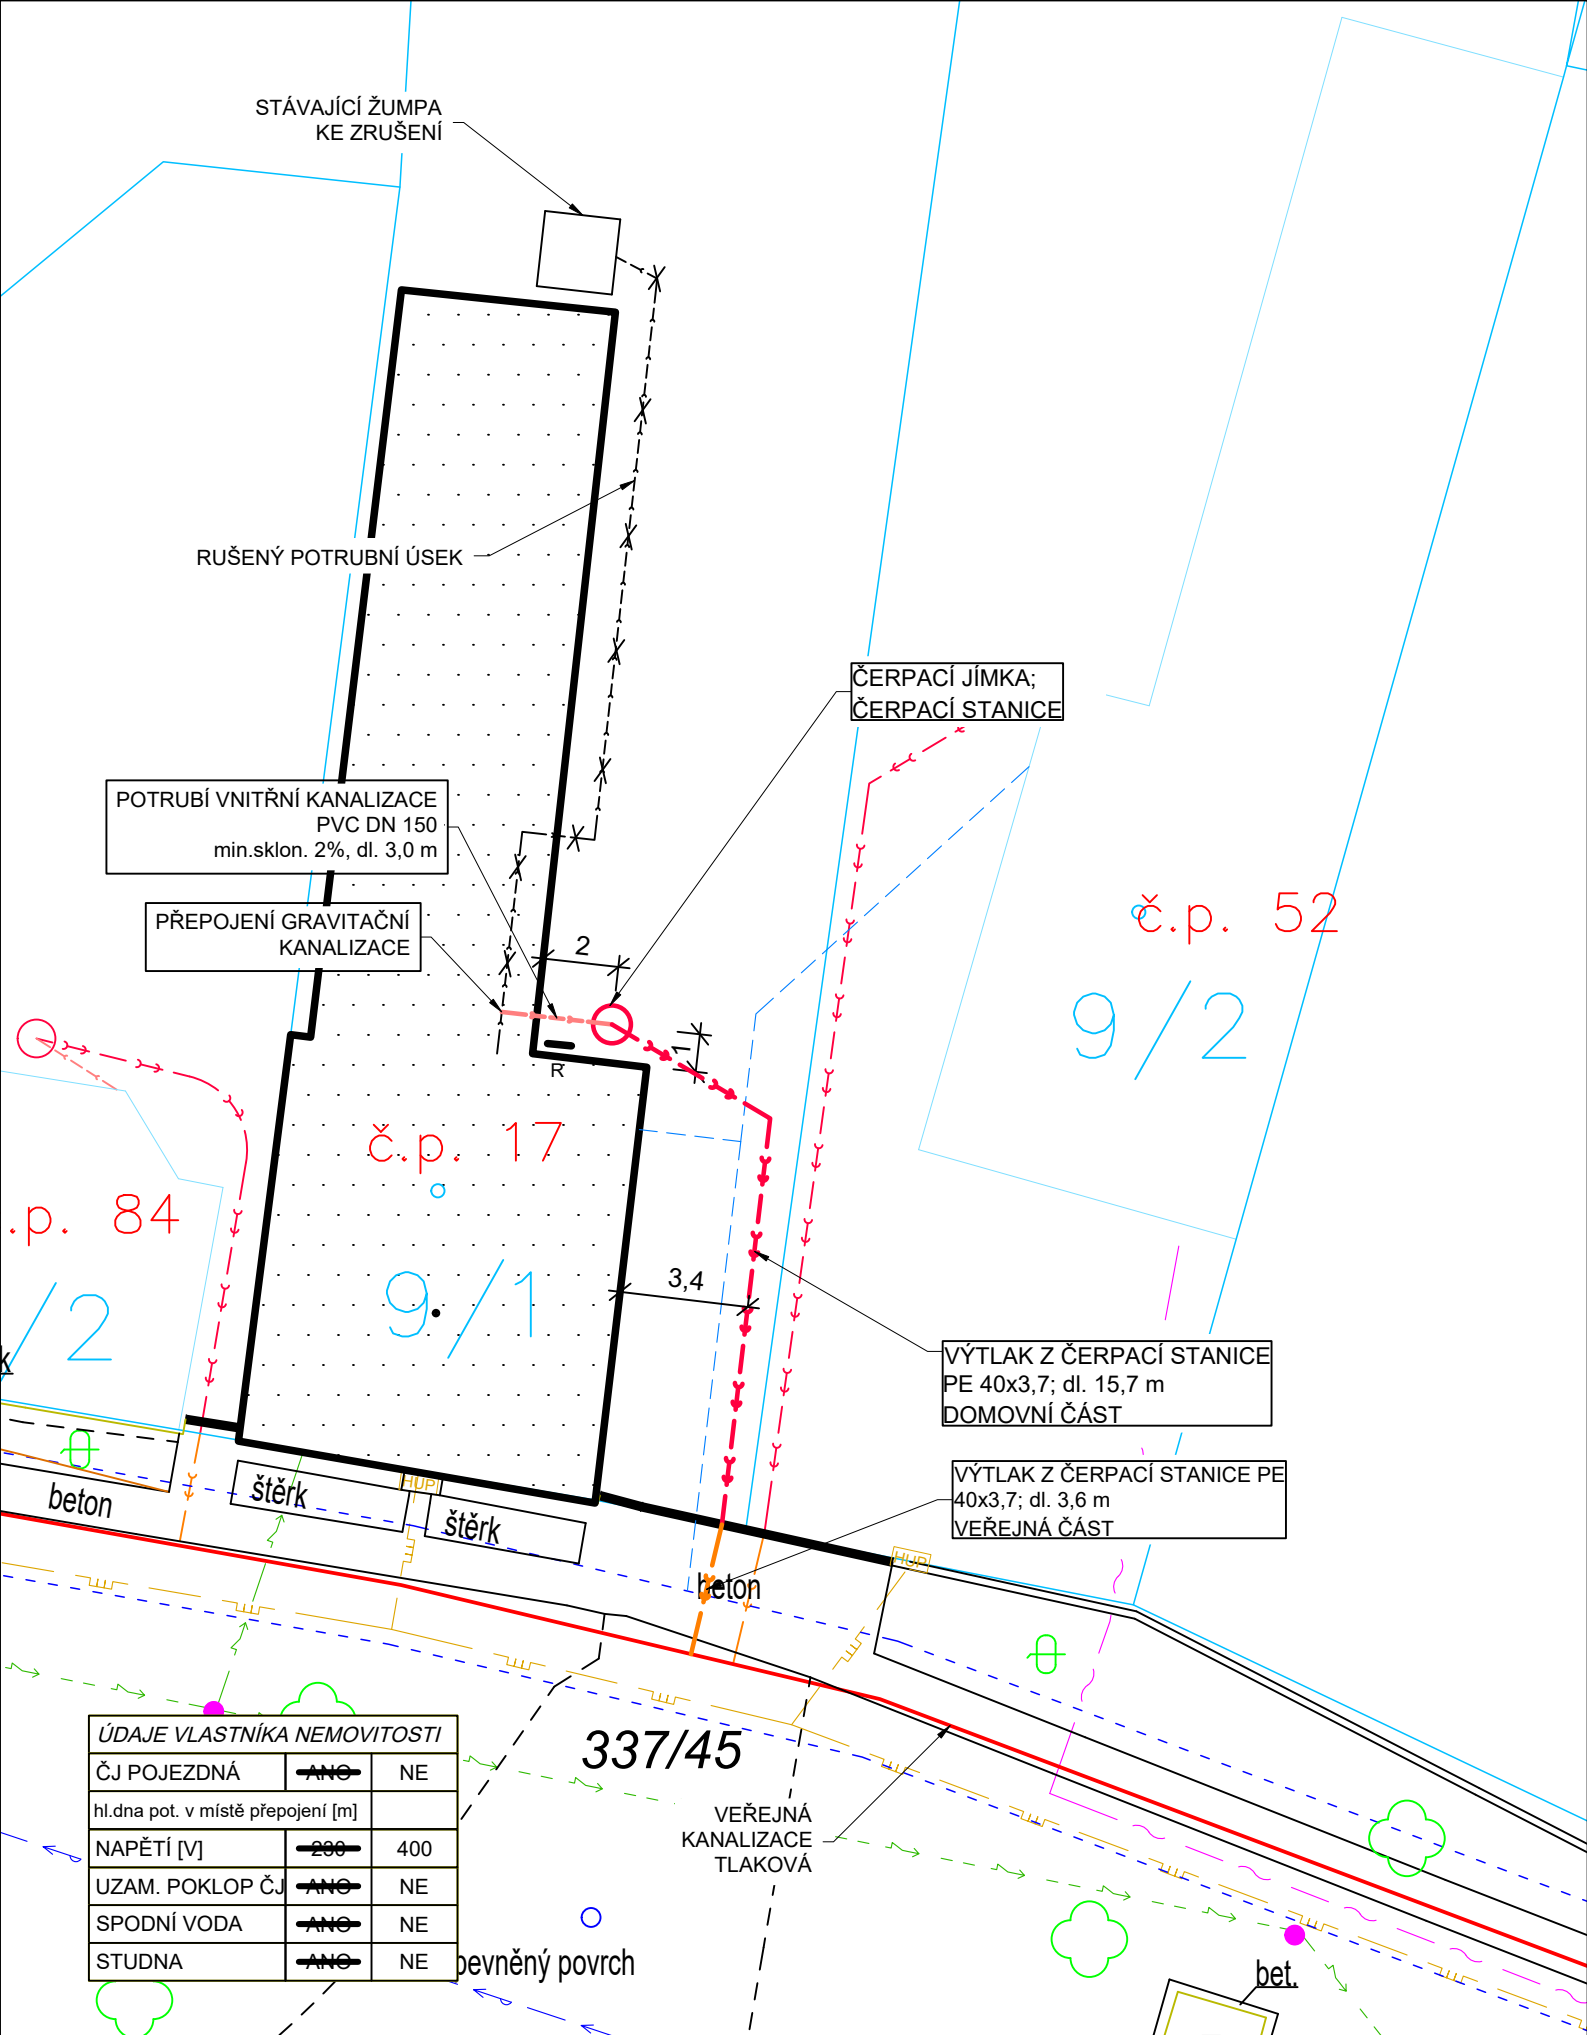 STÁVAJÍCÍ ŽUMPA
KE ZRUŠENÍ
RUŠENÝ POTRUBNÍ ÚSEK
ČERPACÍ JÍMKA;
ČERPACÍ STANICE
POTRUBÍ VNITŘNÍ KANALIZACE
PVC DN 150
min.sklon. 2%, dl. 3,0 m
PŘEPOJENÍ GRAVITAČNÍ
KANALIZACE
2
č.p. 52
9/2
1
R
č.p. 17
.p. 84
9/1
3,4
/2
k
VÝTLAK Z ČERPACÍ STANICE
PE 40x3,7; dl. 15,7 m
DOMOVNÍ ČÁST
VÝTLAK Z ČERPACÍ STANICE PE
40x3,7; dl. 3,6 m
VEŘEJNÁ ČÁST
HUP
štěrk
beton
štěrk
HUP
beton
337/45
VEŘEJNÁ
KANALIZACE
TLAKOVÁ
ÚDAJE VLASTNÍKA NEMOVITOSTI
ČJ POJEZDNÁ ANO NE
hl.dna pot. v místě přepojení [m]
NAPĚTÍ [V] 230 400
UZAM. POKLOP ČJ ANO NE
SPODNÍ VODA ANO NE
STUDNA ANO NE
pevněný povrch
bet.